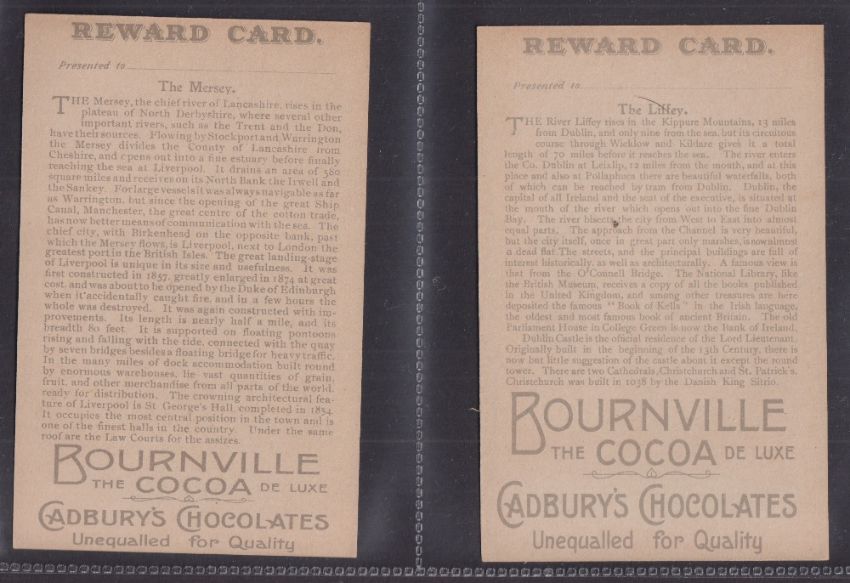 REWARD CARD.
Presented to
The Mersey.
THE Mersey, the chief river of Lancashire, rises in the
plateau of North Derbyshire, where several other
important rivers, such as the Trent and the Don,
have their sources. Flowing by Stockport and Warrington
the Mersey divides the County of Lancashire from
Cheshire, and opens out into a fine estuary before finally
reaching the sea at Liverpool. It drains an area of 580
square miles and receives on its North Bank the Irwell and
the Sankey. For large vessels it was always navigable as far
as Warrington, but since the opening of the great Ship
Canal, Manchester, the great centre of the cotton trade,
has now better means of communication with the sea. The
chief city, with Birkenhead on the opposite bank, past
which the Mersey flows, is Liverpool, next to London the
greatest port in the British Isles. The great landing-stage
of Liverpool is unique in its size and usefulness. It was
first constructed in 1857, greatly enlarged in 1874 at great
cost, and was about to be opened by the Duke of Edinburgh
when it accidentally caught fire, and in a few hours the
whole was destroyed. It was again constructed with im-
provements. Its length is nearly half a mile, and its
breadth 80 feet. It is supported on floating pontoons
rising and falling with the tide, connected with the quay
by seven bridges besides a floating bridge for heavy traffic.
In the many miles of dock accommodation built round
by enormous warehouses, lie vast quantities of grain,
fruit, and other merchandise from all parts of the world,
ready for distribution. The crowning architectural fea-
ture of Liverpool is St George's Hall, completed in 1854.
It occupies the most central position in the town and is
one of the finest halls in the country. Under the same
roof are the Law Courts for the assizes.
BOURNVILLE
THE COCOA DE LUXE
CADBURY'S CHOCOLATES
Unequalled for Quality
REWARD CARD.
Presented to
The Liffey.
THE River Liffey rises in the Kippure Mountains, 13 miles
from Dublin, and only nine from the sea, but its circuitous
course through Wicklow and Kildare gives it a total
length of 70 miles before it reaches the sea. The river enters
the Co. Dublin at Leixlip, 12 miles from the mouth, and at this
place and also at Pollaphuca there are beautiful waterfalls, both
of which can be reached by tram from Dublin. Dublin, the
capital of all Ireland and the seat of the executive, is situated at
the mouth of the river which opens out into the fine Dublin
Bay. The river bisects the city from West to East into almost
equal parts. The approach from the Channel is very beautiful,
but the city itself, once in great part only marshes, is now almost
a dead flat. The streets, and the principal buildings are full of
interest historically, as well as architecturally. A famous view is
that from the O'Connell Bridge. The National Library, like
the British Museum, receives a copy of all the books published
in the United Kingdom, and among other treasures are here
deposited the famous "Book of Kells" in the Irish language,
the oldest and most famous book of ancient Britain. The old
Parliament House in College Green is now the Bank of Ireland.
Dublin Castle is the official residence of the Lord Lieutenant.
Originally built in the beginning of the 13th Century, there is
now but little suggestion of the castle about it except the round
tower. There are two Cathedrals, Christchurch and St. Patrick's.
Christchurch was built in 1038 by the Danish King Sitrio.
BOURNVILLE
THE COCOA DE LUXE
CADBURY'S CHOCOLATES
Unequalled for Quality